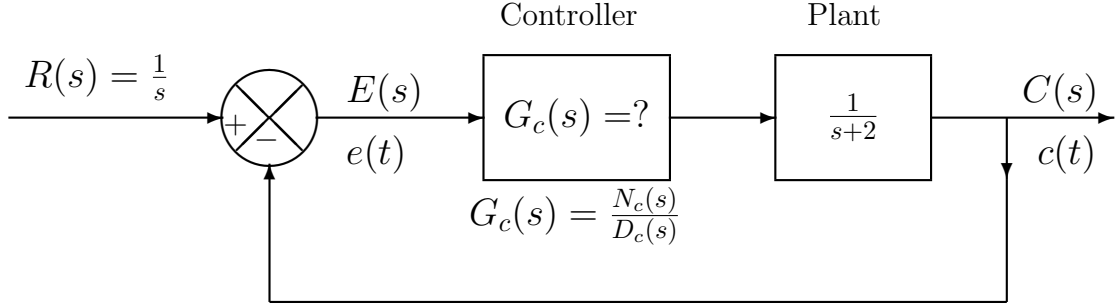 Controller
Plant
R(s) = 1/s
E(s)
G_c(s) =?
1/(s+2)
C(s)
+
−
e(t)
c(t)
G_c(s) = N_c(s)/D_c(s)